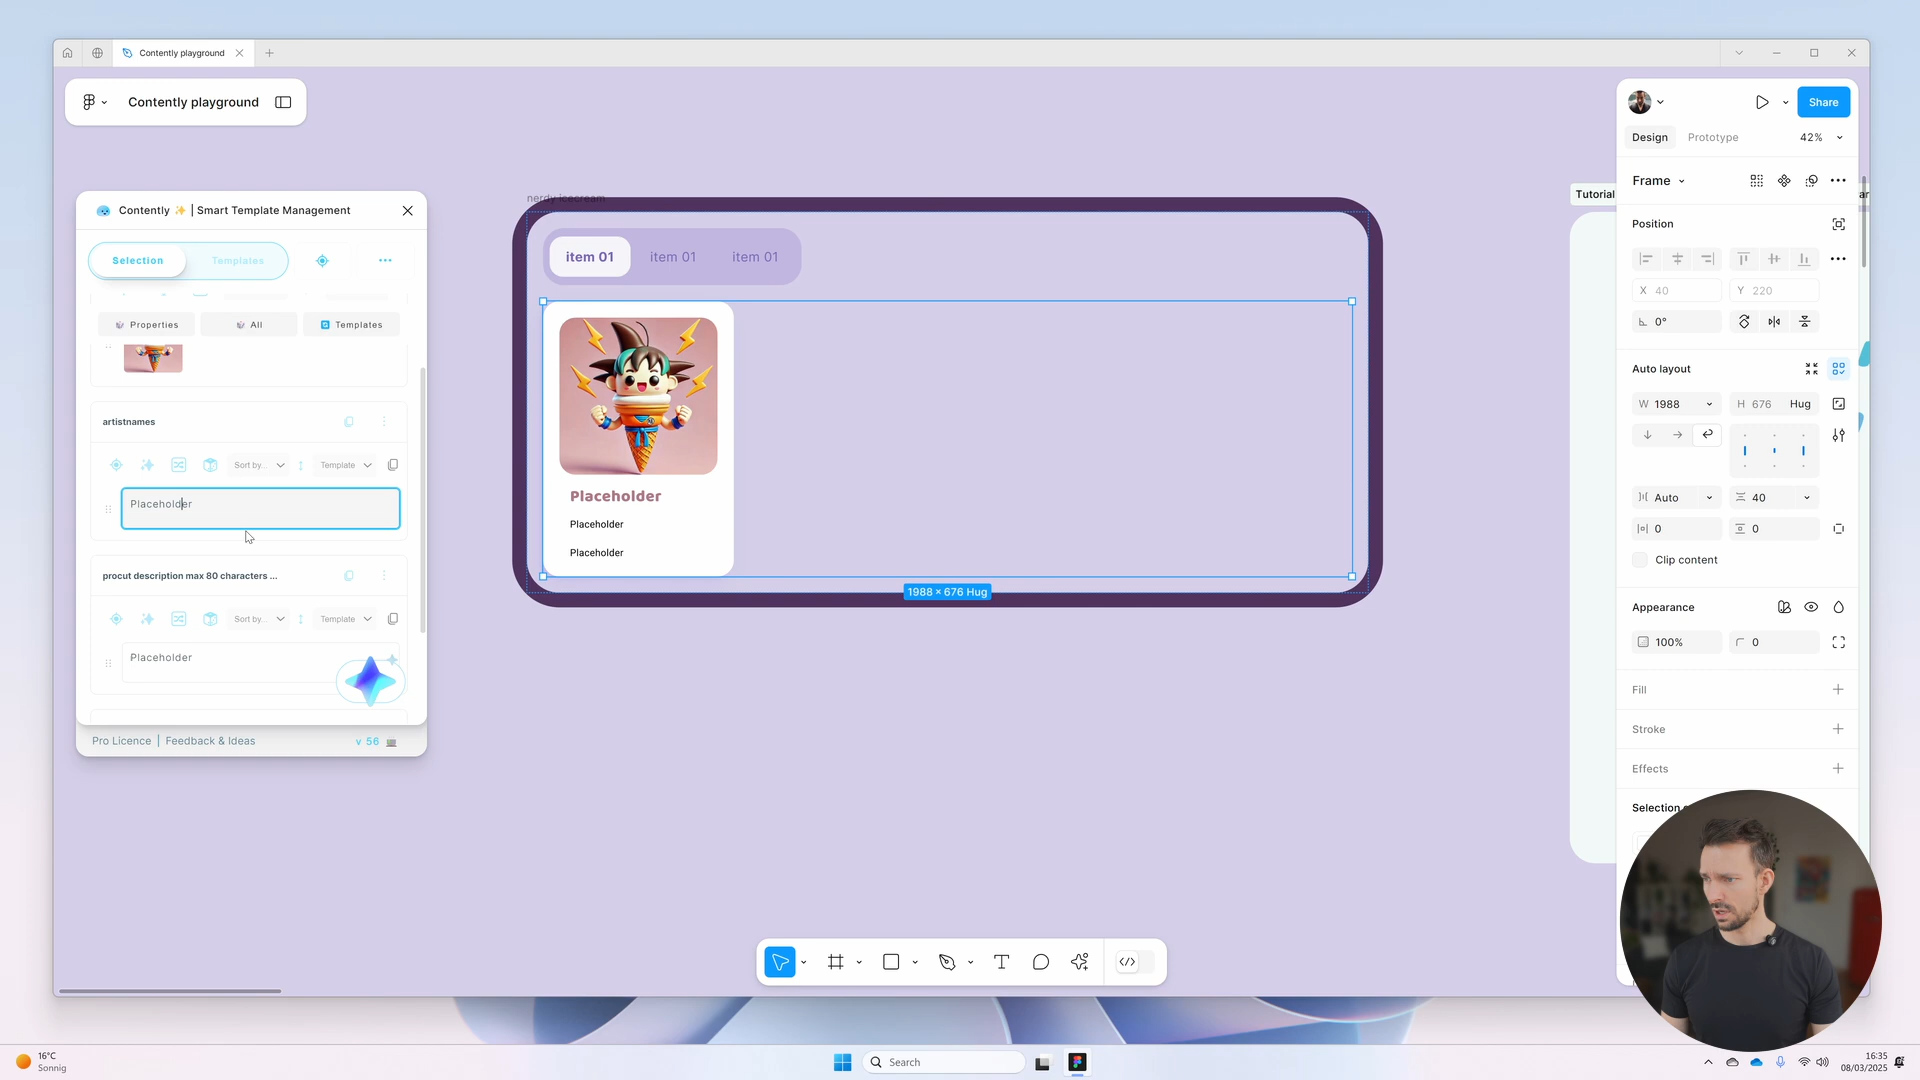 Contently playground
Contently playground
Share
Design
Prototype
42%
nerdy icecream
Tutorial
Frame
Contently ✨ | Smart Template Management
Position
Selection
Templates
item 01
item 01
item 01
X 40
Y 220
Properties
All
Templates
0°
Auto layout
W 1988
H 676 Hug
artistnames
Sort by...
Template
Placeholder
Placeholder
Placeholder
Placeholder
Auto
40
0
0
Clip content
procut description max 80 characters ...
1988 × 676 Hug
Appearance
Sort by...
Template
100%
0
Placeholder
Fill
Stroke
Pro Licence | Feedback & Ideas
v 56
Effects
Selection
16°C
Sonnig
Search
16:35
08/03/2025